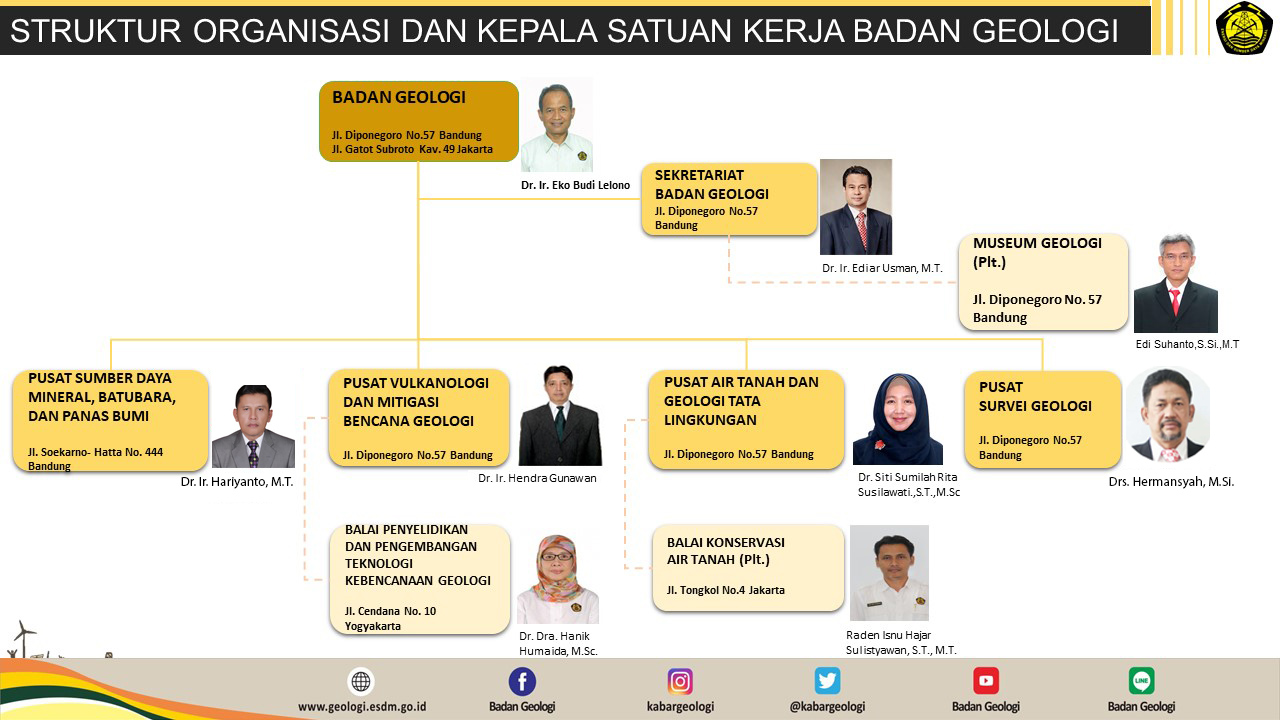 STRUKTUR ORGANISASI DAN KEPALA SATUAN KERJA BADAN GEOLOGI
BADAN GEOLOGI
Jl. Diponegoro No.57 Bandung
Jl. Gatot Subroto Kav. 49 Jakarta
Dr. Ir. Eko Budi Lelono
SEKRETARIAT
BADAN GEOLOGI
Jl. Diponegoro No.57
Bandung
Dr. Ir. Ediar Usman, M.T.
MUSEUM GEOLOGI
(Plt.)
Jl. Diponegoro No. 57
Bandung
Edi Suhanto,S.Si.,M.T
PUSAT SUMBER DAYA
MINERAL, BATUBARA,
DAN PANAS BUMI
Jl. Soekarno- Hatta No. 444
Bandung
Dr. Ir. Hariyanto, M.T.
PUSAT VULKANOLOGI
DAN MITIGASI
BENCANA GEOLOGI
Jl. Diponegoro No.57 Bandung
Dr. Ir. Hendra Gunawan
PUSAT AIR TANAH DAN
GEOLOGI TATA
LINGKUNGAN
Jl. Diponegoro No.57 Bandung
Dr. Siti Sumilah Rita
Susilawati.,S.T.,M.Sc
PUSAT
SURVEI GEOLOGI
Jl. Diponegoro No.57
Bandung
Drs. Hermansyah, M.Si.
BALAI PENYELIDIKAN
DAN PENGEMBANGAN
TEKNOLOGI
KEBENCANAAN GEOLOGI
Jl. Cendana No. 10
Yogyakarta
Dr. Dra. Hanik
Humaida, M.Sc.
BALAI KONSERVASI
AIR TANAH (Plt.)
Jl. Tongkol No.4 Jakarta
Raden Isnu Hajar
Sulistyawan, S.T., M.T.
www.geologi.esdm.go.id
Badan Geologi
kabargeologi
@kabargeologi
Badan Geologi
LINE
Badan Geologi